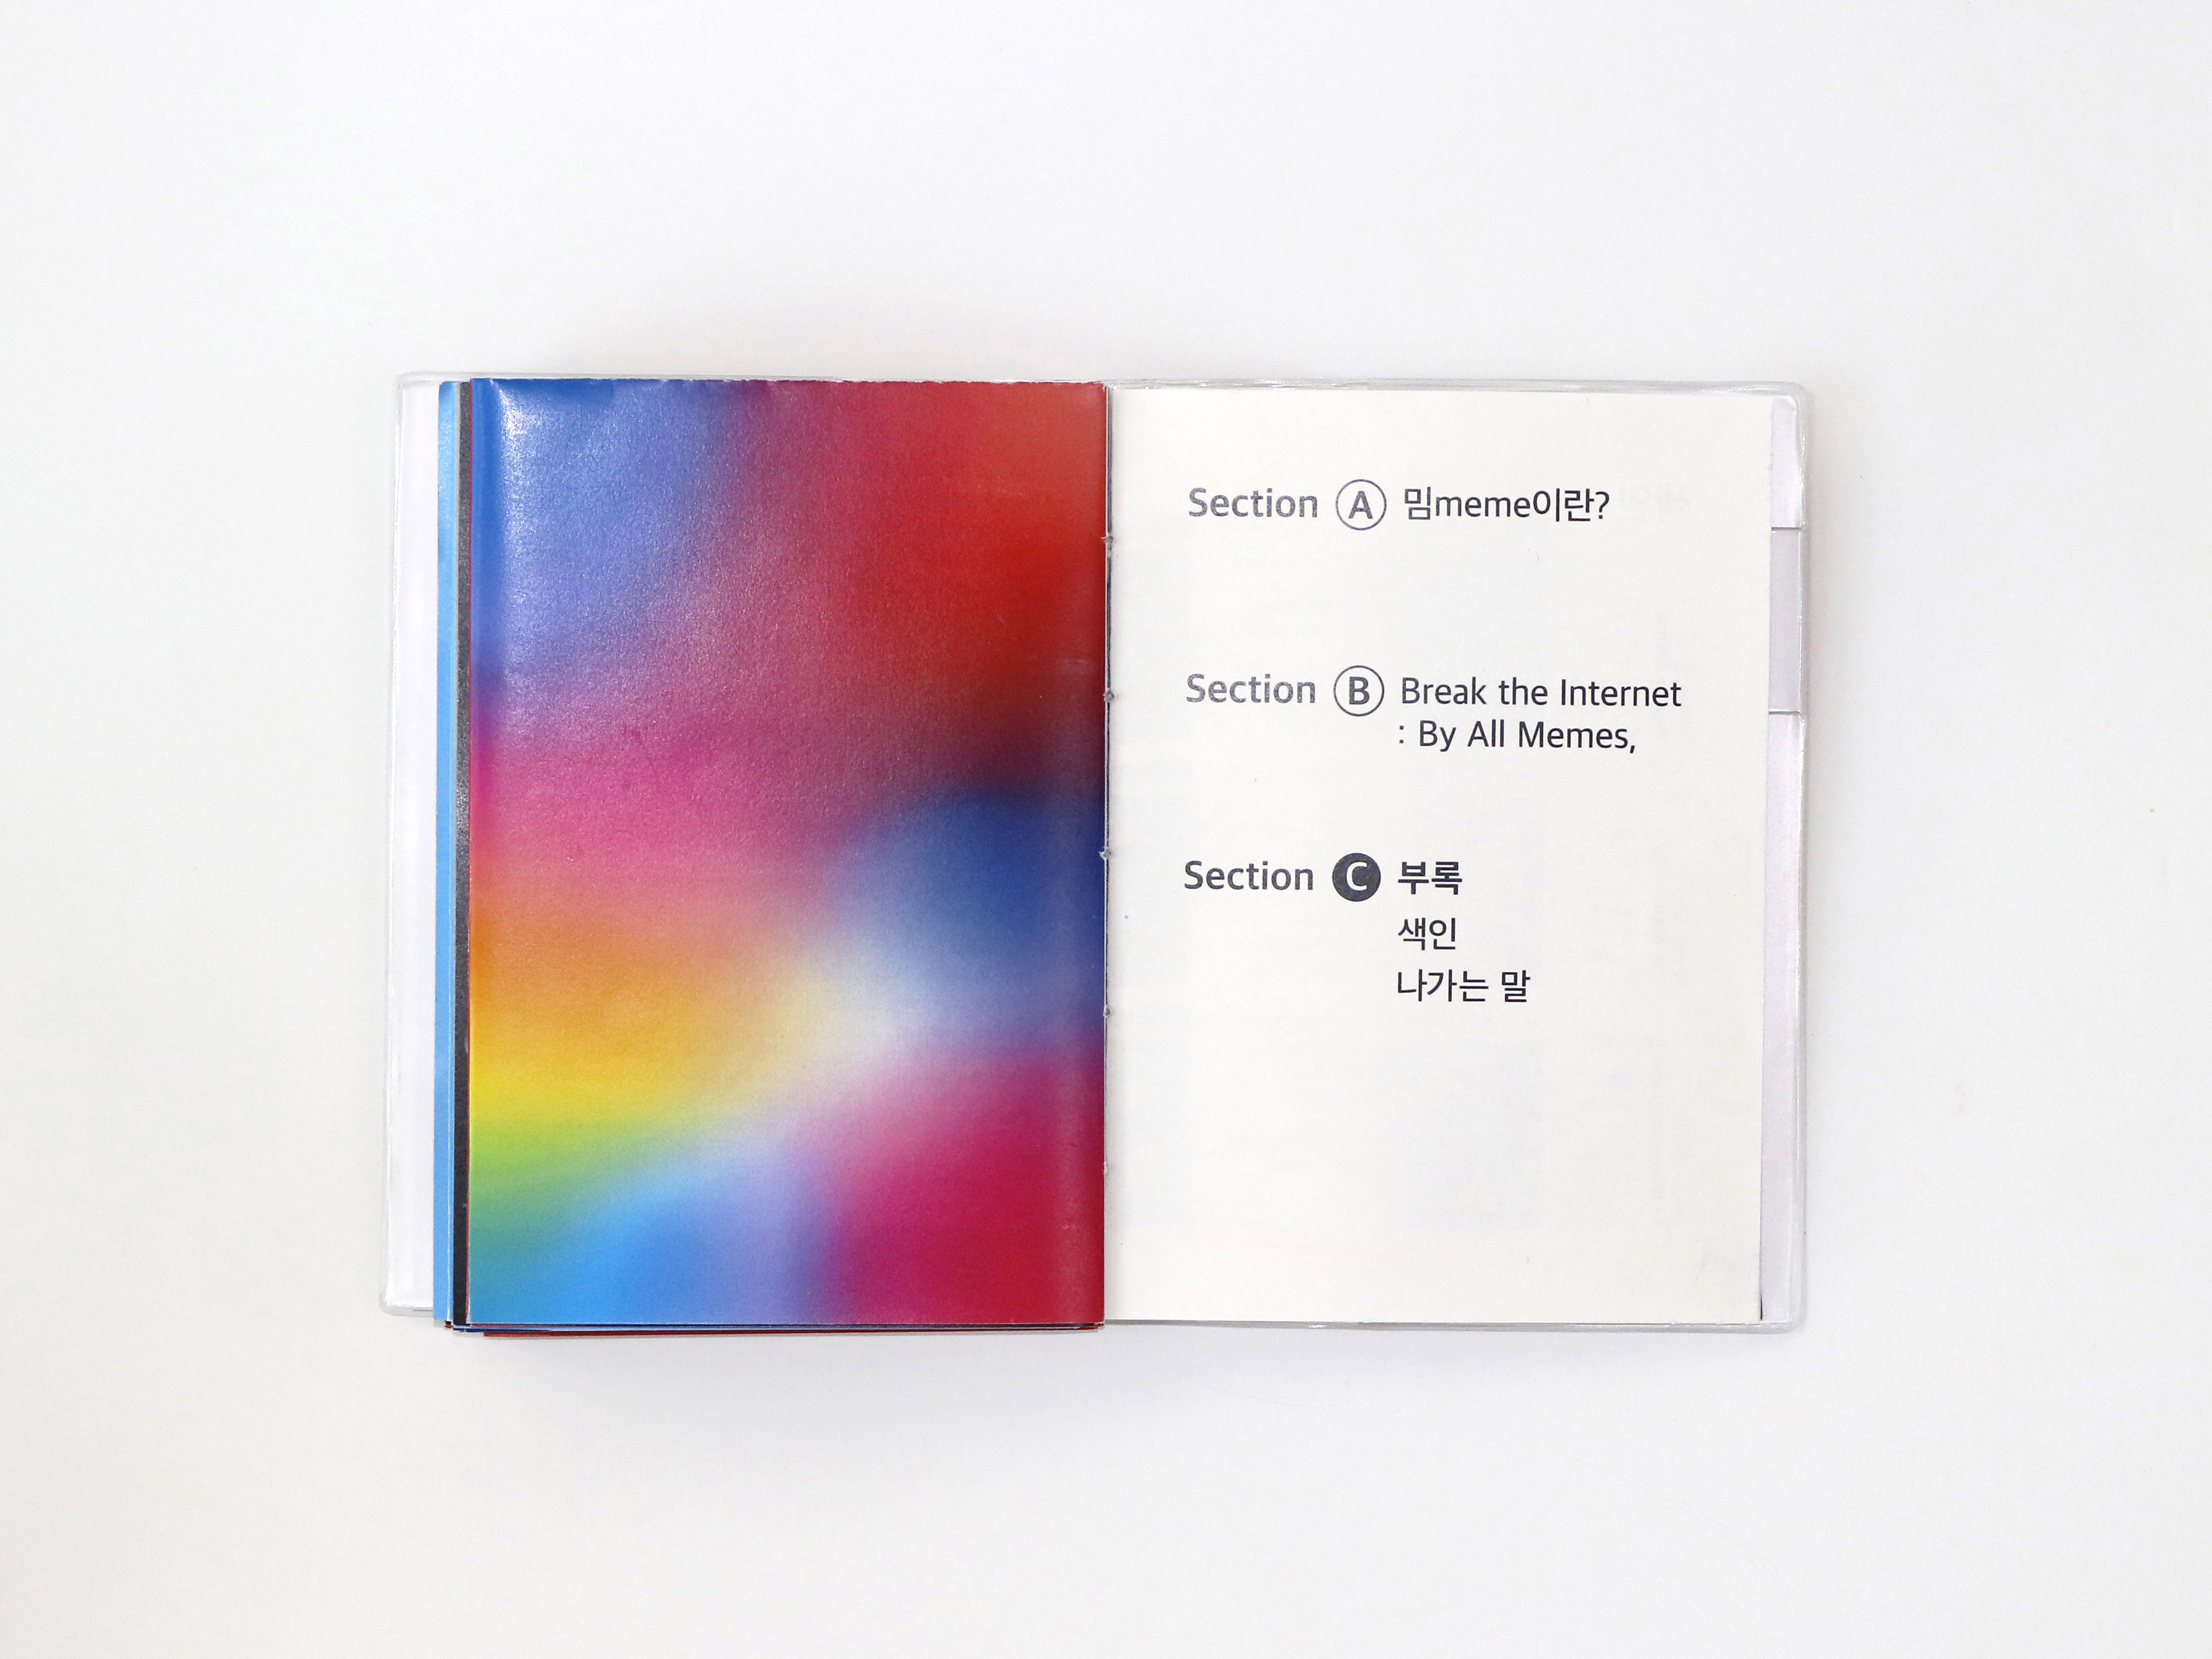 Section A 밈meme이란?
Section B Break the Internet
: By All Memes,
Section C 부록
색인
나가는 말